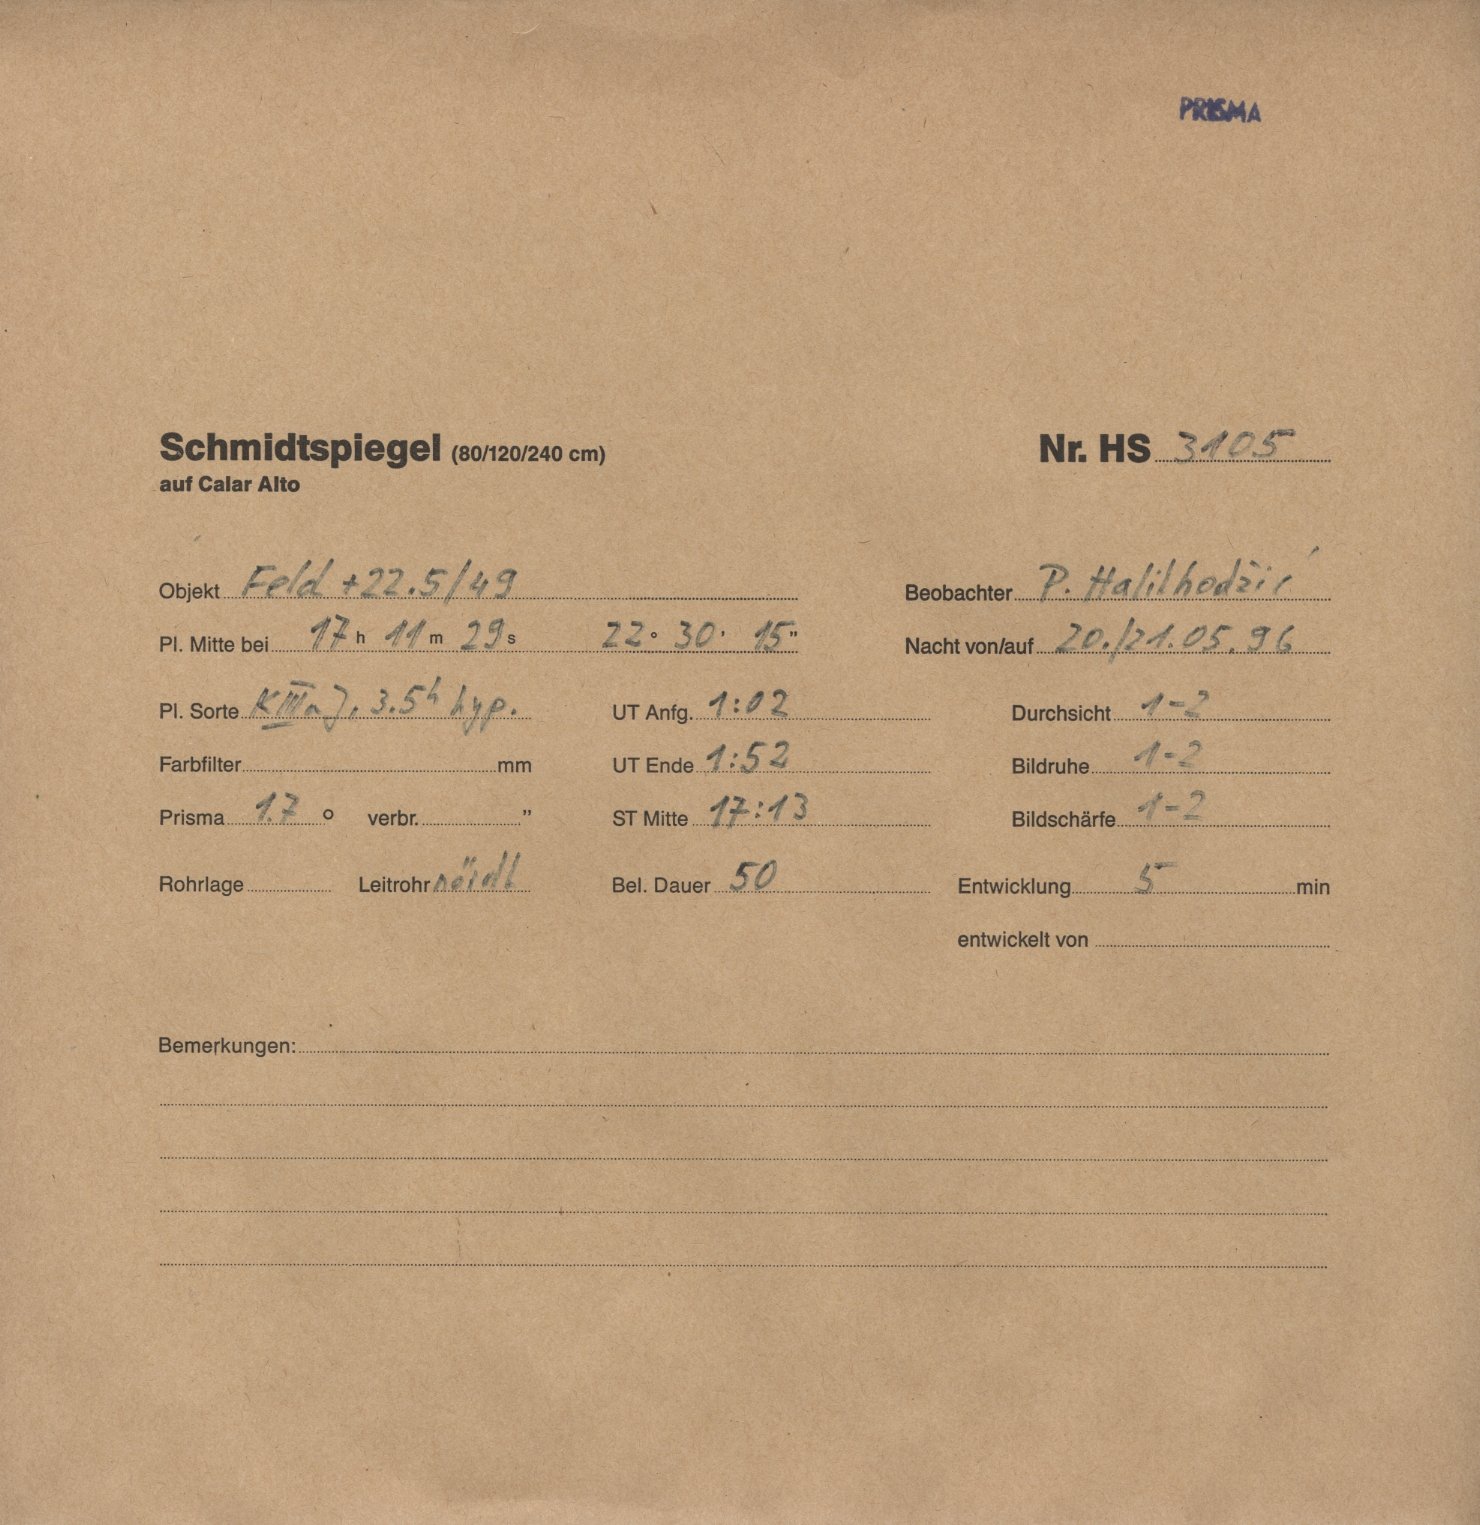 PRISMA
Schmidtspiegel (80/120/240 cm) Nr. HS 3105
auf Calar Alto
Objekt Feld +22.5/49 Beobachter P. Halilhodžić
Pl. Mitte bei 17 h 11 m 29 s 22° 30' 15" Nacht von/auf 20./21.05.96
Pl. Sorte KIIIaJ, 3.5h hyp. UT Anfg. 1:02 Durchsicht 1-2
Farbfilter mm UT Ende 1:52 Bildruhe 1-2
Prisma 1.7 ° verbr. " ST Mitte 17:13 Bildschärfe 1-2
Rohrlage Leitrohr nördl Bel. Dauer 50 Entwicklung 5 min
entwickelt von
Bemerkungen: